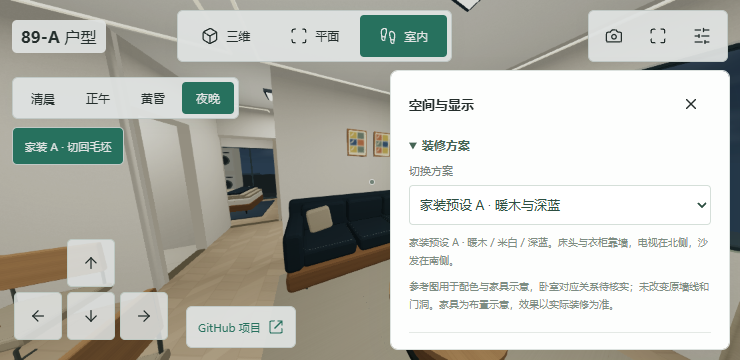 89-A 户型
三维
平面
室内
清晨
正午
黄昏
夜晚
家装 A · 切回毛坯
空间与显示
▼ 装修方案
切换方案
家装预设 A · 暖木与深蓝
家装预设 A · 暖木 / 米白 / 深蓝。床头与衣柜靠墙，电视在北侧，沙
发在南侧。
参考图用于配色与家具示意，卧室对应关系待核实；未改变原墙线和
门洞。家具为布置示意，效果以实际装修为准。
GitHub 项目